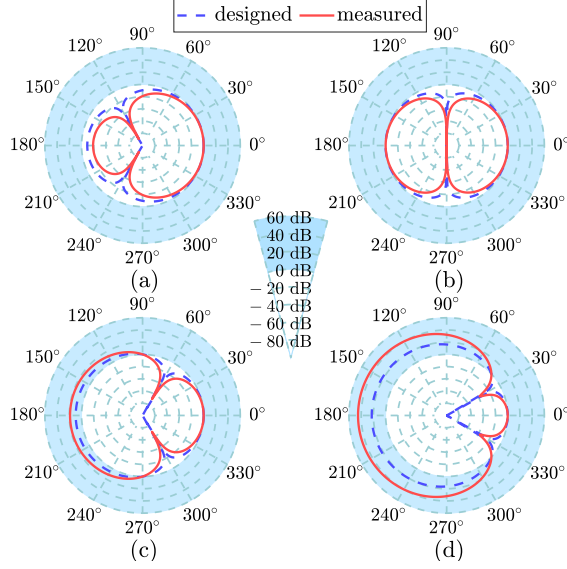 designed measured
90° 90°
120° 60° 120° 60°
150° 30° 150° 30°
180° 0° 180° 0°
210° 330° 210° 330°
240° 300° 240° 300°
270° 270°
(a) (b)
60 dB
40 dB
20 dB
0 dB
− 20 dB
− 40 dB
− 60 dB
− 80 dB
90° 90°
120° 60° 120° 60°
150° 30° 150° 30°
180° 0° 180° 0°
210° 330° 210° 330°
240° 300° 240° 300°
270° 270°
(c) (d)